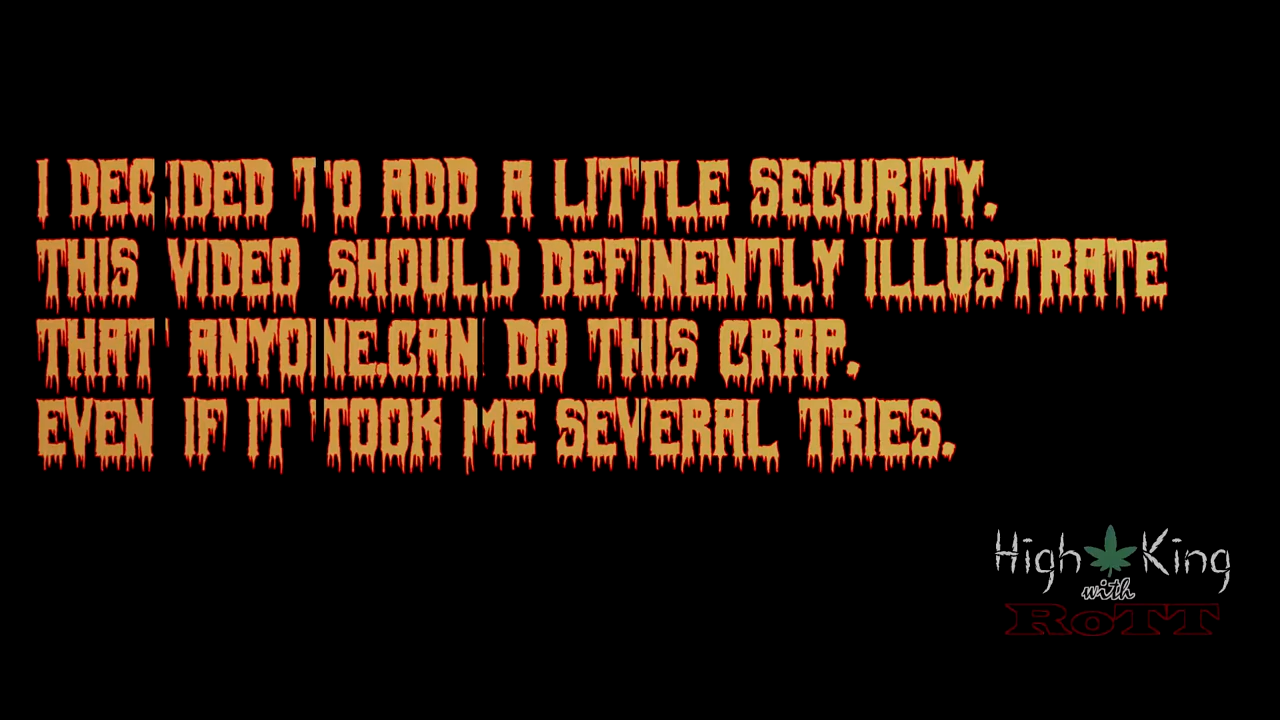 I DECIDED TO ADD A LITTLE SECURITY.
THIS VIDEO SHOULD DEFINENTLY ILLUSTRATE
THAT ANYONE,CAN DO THIS CRAP.
EVEN IF IT TOOK ME SEVERAL TRIES.
High King
with
RoTT